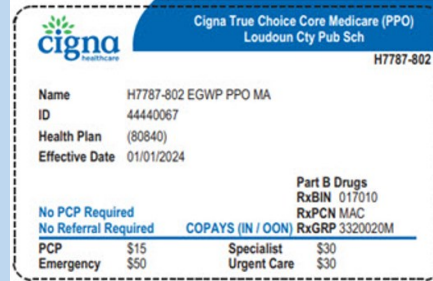 Cigna True Choice Core Medicare (PPO)
Loudoun Cty Pub Sch
cigna
healthcare
H7787-802
Name H7787-802 EGWP PPO MA
ID 44440067
Health Plan (80840)
Effective Date 01/01/2024
Part B Drugs
RxBIN 017010
No PCP Required RxPCN MAC
No Referral Required COPAYS (IN / OON) RxGRP 3320020M
PCP $15 Specialist $30
Emergency $50 Urgent Care $30